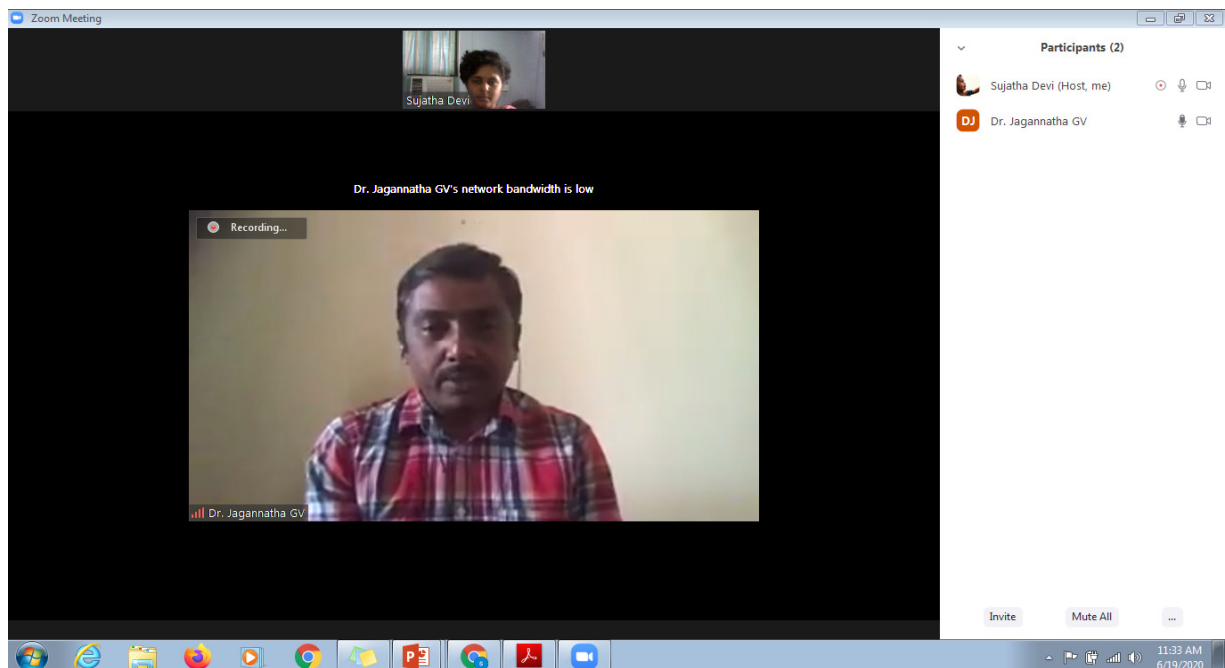 Zoom Meeting
Sujatha Devi
Dr. Jagannatha GV's network bandwidth is low
Recording...
Dr. Jagannatha GV
Participants (2)
Sujatha Devi (Host, me)
DJ Dr. Jagannatha GV
Invite Mute All ...
11:33 AM
6/19/2020